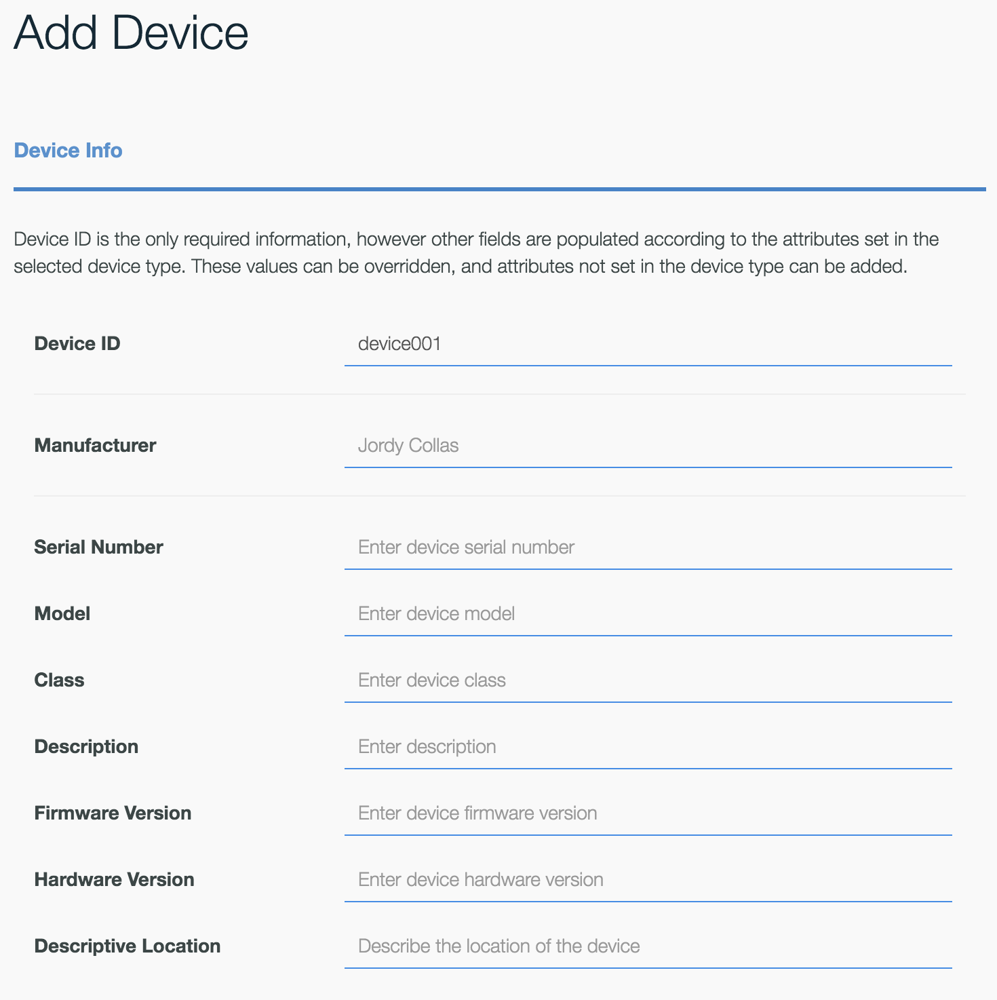 Add Device
Device Info
Device ID is the only required information, however other fields are populated according to the attributes set in the
selected device type. These values can be overridden, and attributes not set in the device type can be added.
Device ID device001
Manufacturer Jordy Collas
Serial Number Enter device serial number
Model Enter device model
Class Enter device class
Description Enter description
Firmware Version Enter device firmware version
Hardware Version Enter device hardware version
Descriptive Location Describe the location of the device